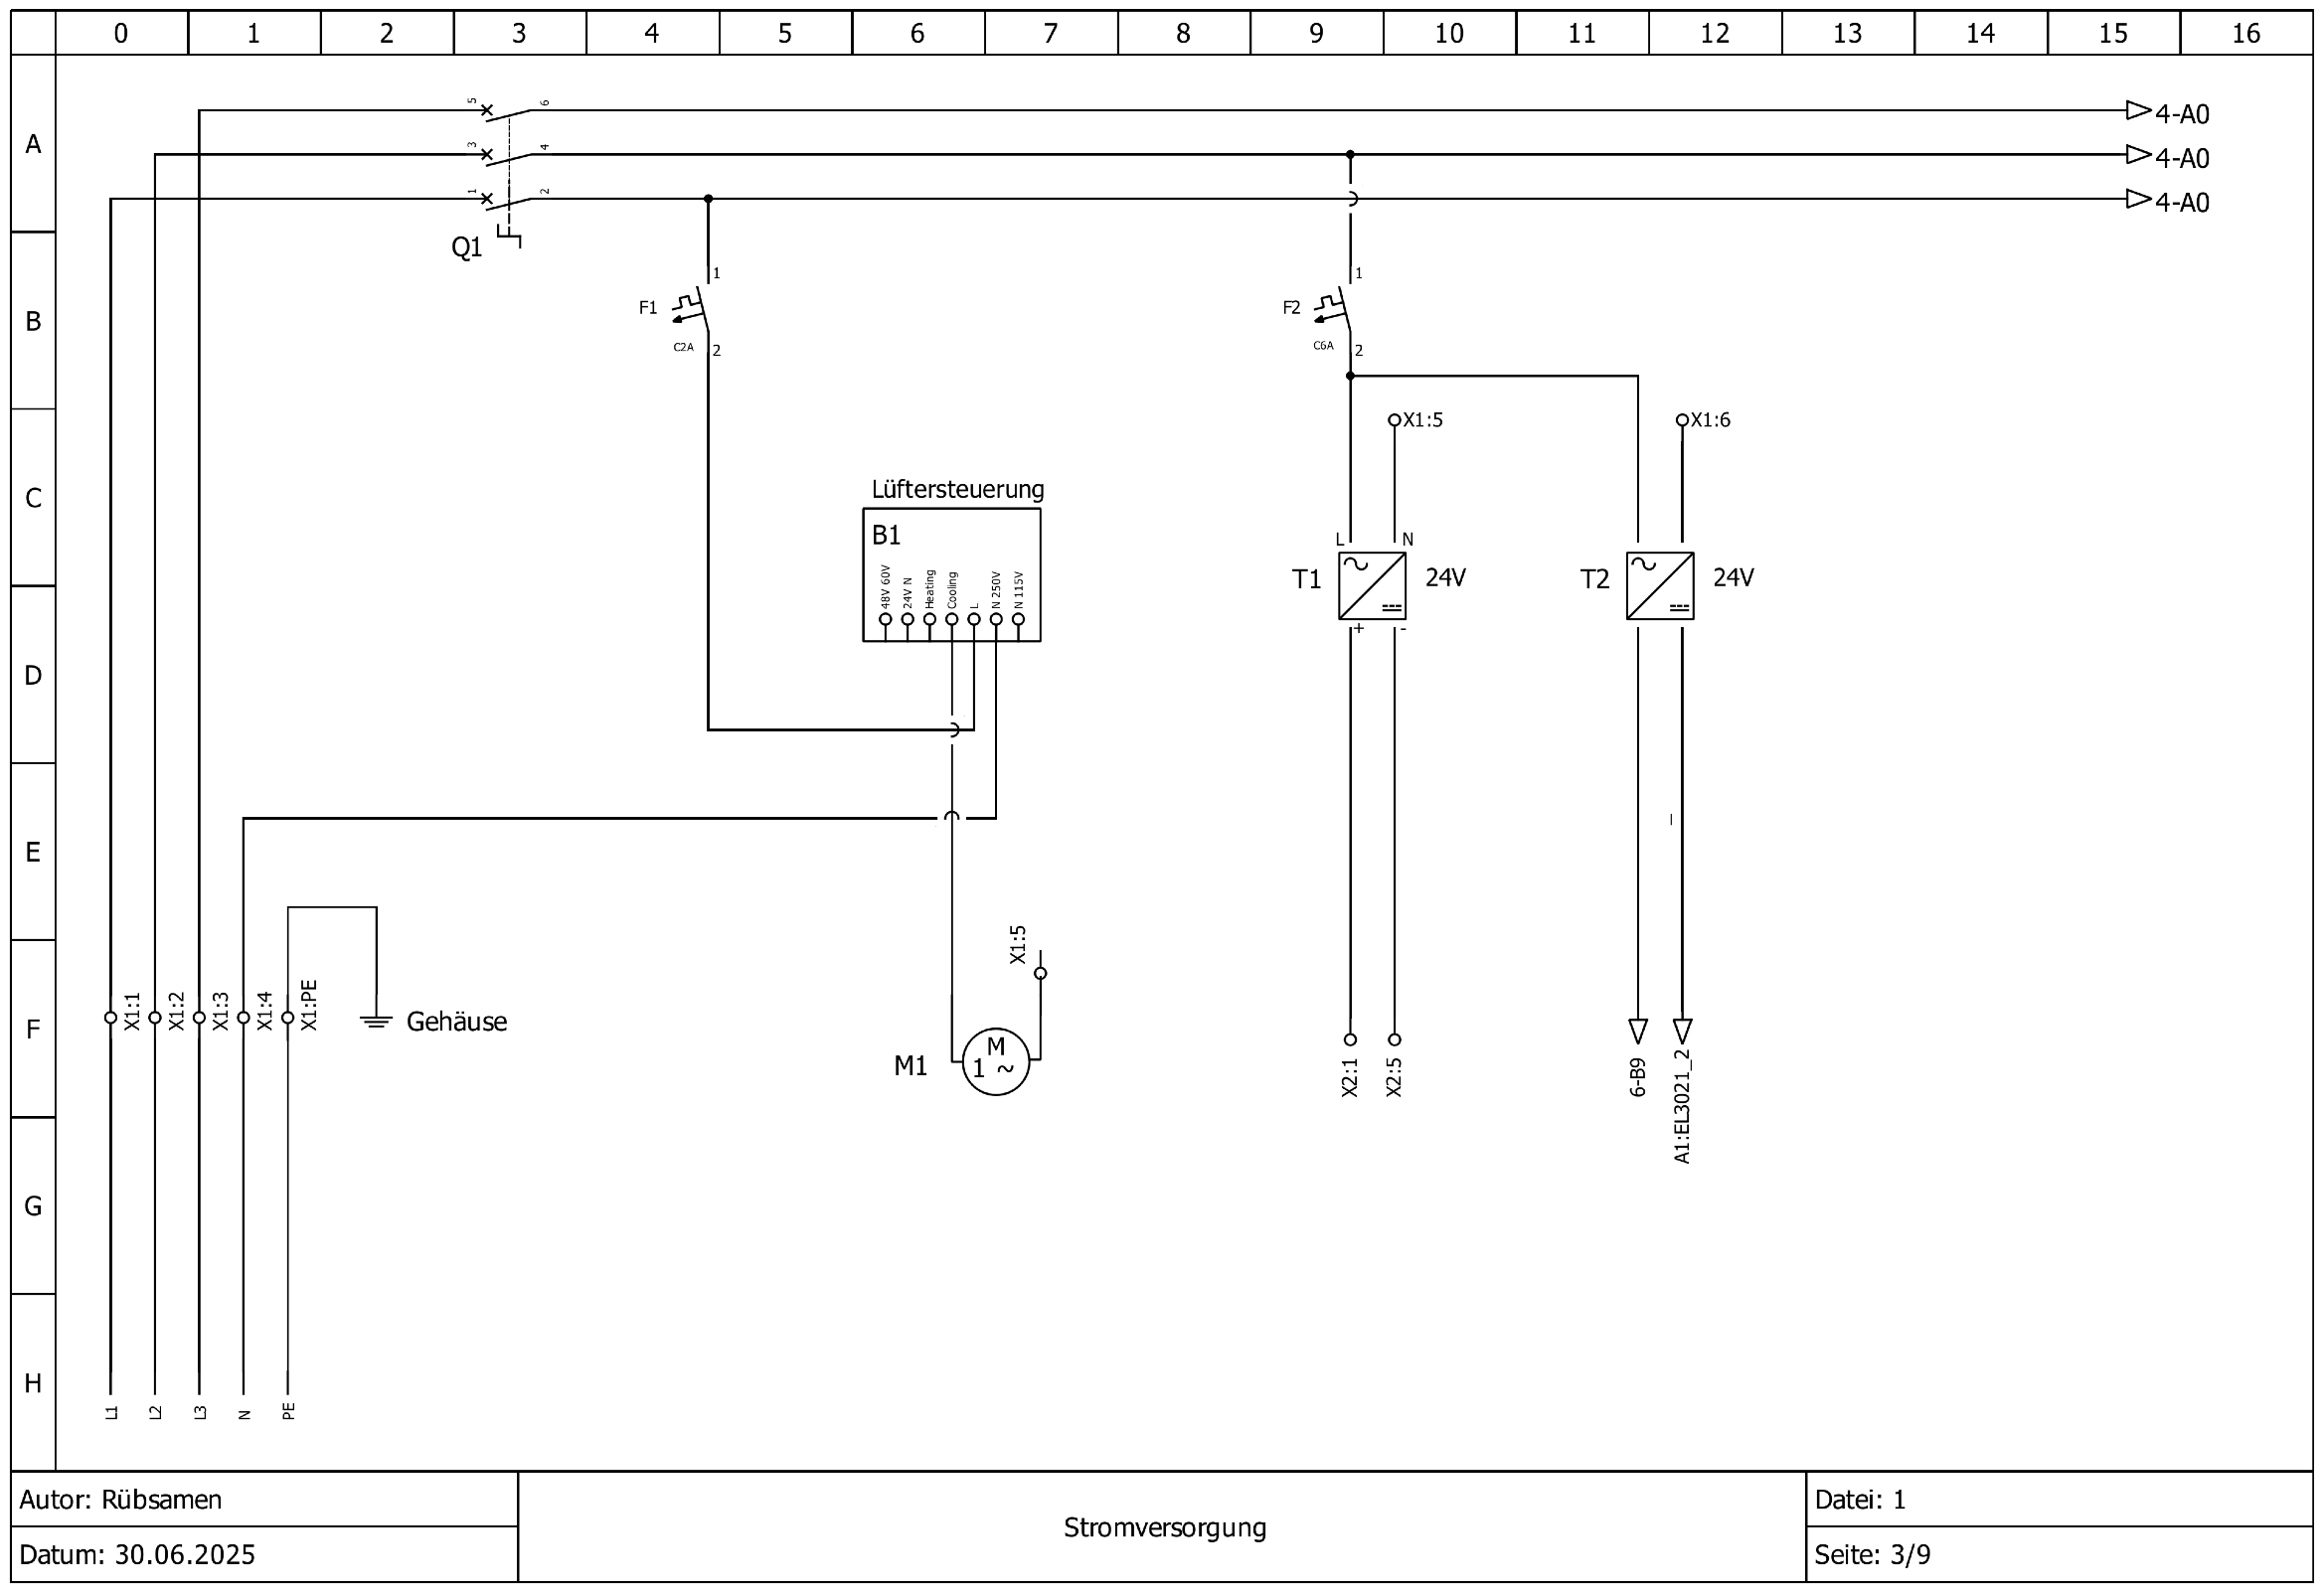 0 1 2 3 4 5 6 7 8 9 10 11 12 13 14 15 16
A
B
C
D
E
F
G
H
5 6
4-A0
3 4
4-A0
1 2
4-A0
Q1
1
F1
C2A
2
1
F2
C6A
2
X1:5
X1:6
Lüftersteuerung
B1
48V 60V
24V N
Heating
Cooling
L
N 250V
N 115V
L N
T1
24V
+ -
T2
24V
X1:5
M1
M
1 ~
X1:1
X1:2
X1:3
X1:4
X1:PE
Gehäuse
X2:1
X2:5
6-B9
A1:EL3021_2
L1
L2
L3
N
PE
Autor: Rübsamen
Datum: 30.06.2025
Stromversorgung
Datei: 1
Seite: 3/9